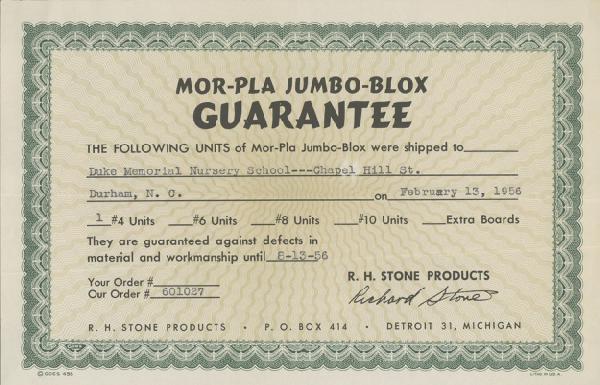 MOR-PLA JUMBO-BLOX
GUARANTEE
THE FOLLOWING UNITS of Mor-Pla Jumbo-Blox were shipped to
Duke Memorial Nursery School---Chapel Hill St.
Durham, N. C. on February 13, 1956
1 #4 Units #6 Units #8 Units #10 Units Extra Boards
They are guaranteed against defects in
material and workmanship until 8-13-56
Your Order #
Our Order # 601027
R. H. STONE PRODUCTS
Richard Stone
R. H. STONE PRODUCTS • P. O. BOX 414 • DETROIT 31, MICHIGAN
LITHO IN U.S.A.